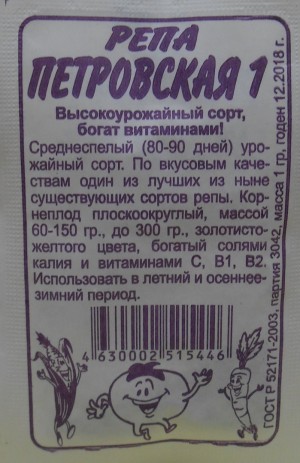 РЕПА
ПЕТРОВСКАЯ 1
Высокоурожайный сорт,
богат витаминами!
Среднеспелый (80-90 дней) уро-
жайный сорт. По вкусовым каче-
ствам один из лучших из ныне
существующих сортов репы. Кор-
неплод плоскоокруглый, массой
60-150 гр., до 300 гр., золотисто-
желтого цвета, богатый солями
калия и витаминами С, В1, В2.
Использовать в летний и осенне-
зимний период.
4 630002 515446
ГОСТ Р 52171-2003, партия 3042, масса 1 гр, годен 12.2018 г.